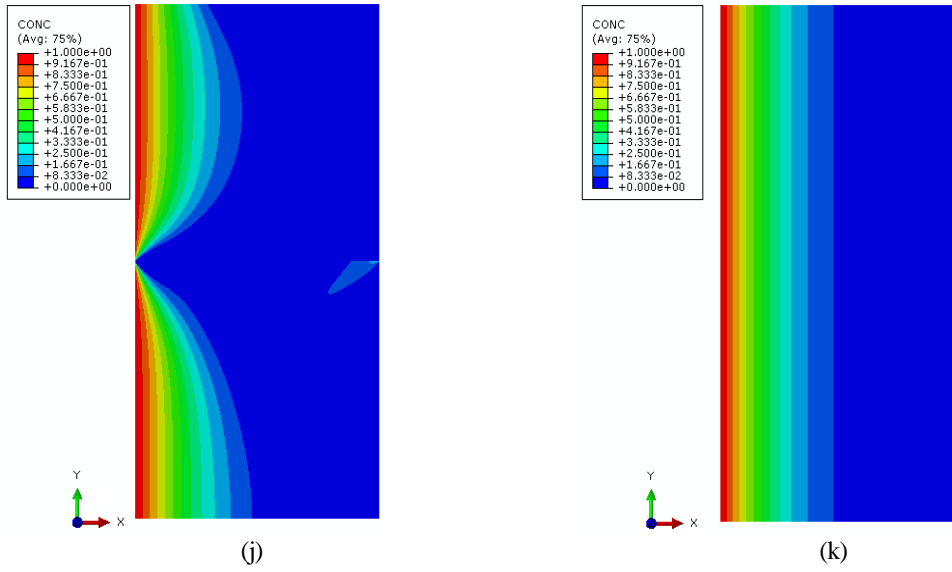 CONC
(Avg: 75%)
+1.000e+00
+9.167e-01
+8.333e-01
+7.500e-01
+6.667e-01
+5.833e-01
+5.000e-01
+4.167e-01
+3.333e-01
+2.500e-01
+1.667e-01
+8.333e-02
+0.000e+00
Y
X
(j)
CONC
(Avg: 75%)
+1.000e+00
+9.167e-01
+8.333e-01
+7.500e-01
+6.667e-01
+5.833e-01
+5.000e-01
+4.167e-01
+3.333e-01
+2.500e-01
+1.667e-01
+8.333e-02
+0.000e+00
Y
X
(k)